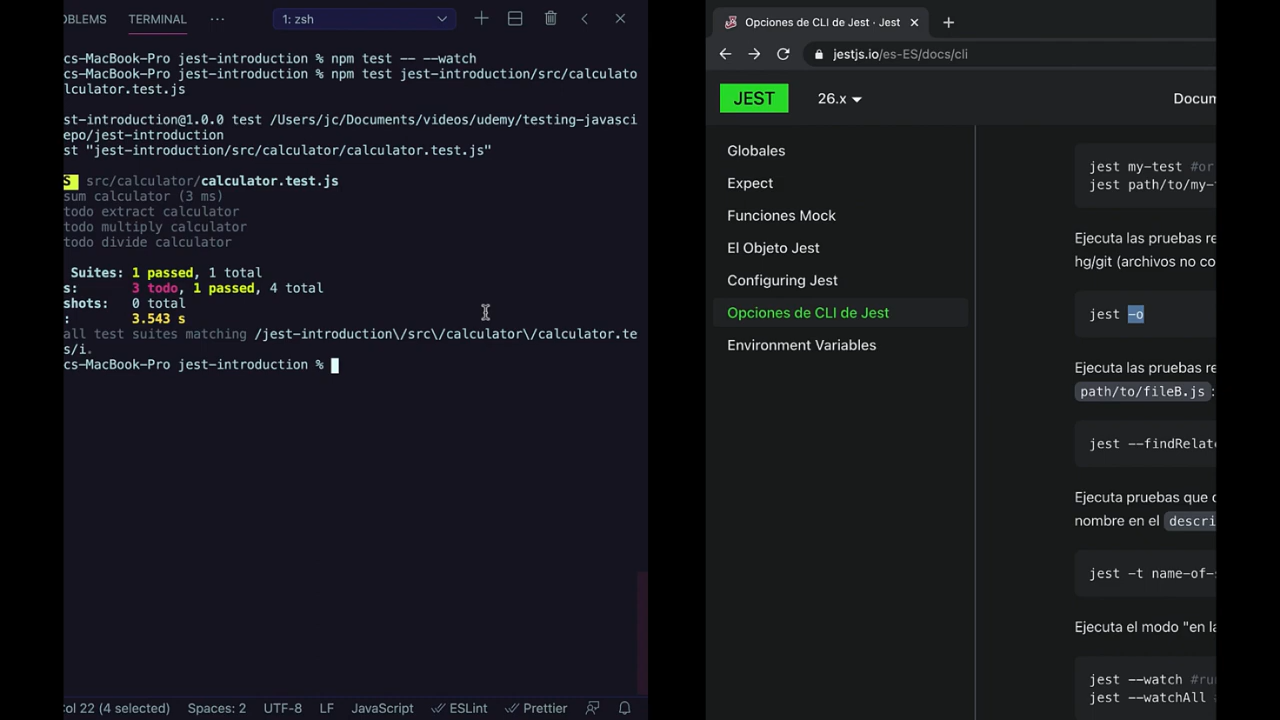 OBLEMS TERMINAL ··· 1: zsh
cs-MacBook-Pro jest-introduction % npm test -- --watch
cs-MacBook-Pro jest-introduction % npm test jest-introduction/src/calculato
lculator.test.js
st-introduction@1.0.0 test /Users/jc/Documents/videos/udemy/testing-javasci
epo/jest-introduction
st "jest-introduction/src/calculator/calculator.test.js"
S src/calculator/calculator.test.js
sum calculator (3 ms)
todo extract calculator
todo multiply calculator
todo divide calculator
Suites: 1 passed, 1 total
s: 3 todo, 1 passed, 4 total
shots: 0 total
: 3.543 s
all test suites matching /jest-introduction\/src\/calculator\/calculator.te
s/i.
cs-MacBook-Pro jest-introduction %
Col 22 (4 selected) Spaces: 2 UTF-8 LF JavaScript ESLint Prettier
Opciones de CLI de Jest · Jest
jestjs.io/es-ES/docs/cli
JEST 26.x Docum
Globales
Expect
Funciones Mock
El Objeto Jest
Configuring Jest
Opciones de CLI de Jest
Environment Variables
jest my-test #or
jest path/to/my-
Ejecuta las pruebas re
hg/git (archivos no co
jest -o
Ejecuta las pruebas re
path/to/fileB.js:
jest --findRelate
Ejecuta pruebas que c
nombre en el descri
jest -t name-of-
Ejecuta el modo "en la
jest --watch #ru
jest --watchAll #